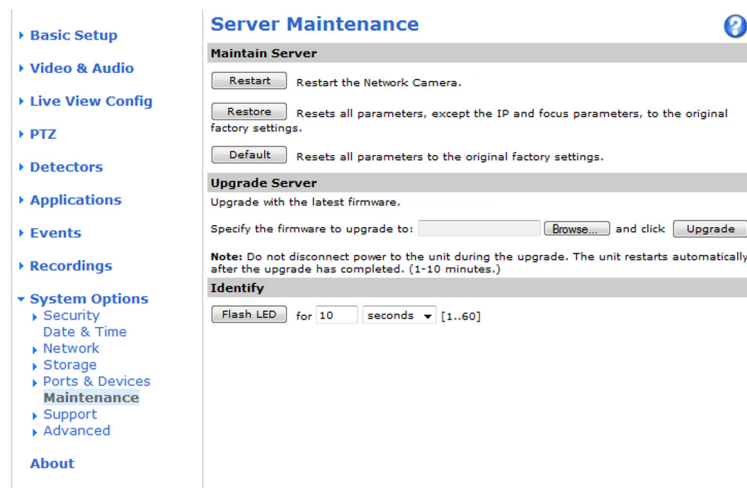 Basic Setup
Video & Audio
Live View Config
PTZ
Detectors
Applications
Events
Recordings
System Options
Security
Date & Time
Network
Storage
Ports & Devices
Maintenance
Support
Advanced
About
Server Maintenance
?
Maintain Server
Restart Restart the Network Camera.
Restore Resets all parameters, except the IP and focus parameters, to the original
factory settings.
Default Resets all parameters to the original factory settings.
Upgrade Server
Upgrade with the latest firmware.
Specify the firmware to upgrade to: Browse... and click Upgrade
Note: Do not disconnect power to the unit during the upgrade. The unit restarts automatically
after the upgrade has completed. (1-10 minutes.)
Identify
Flash LED for 10 seconds [1..60]